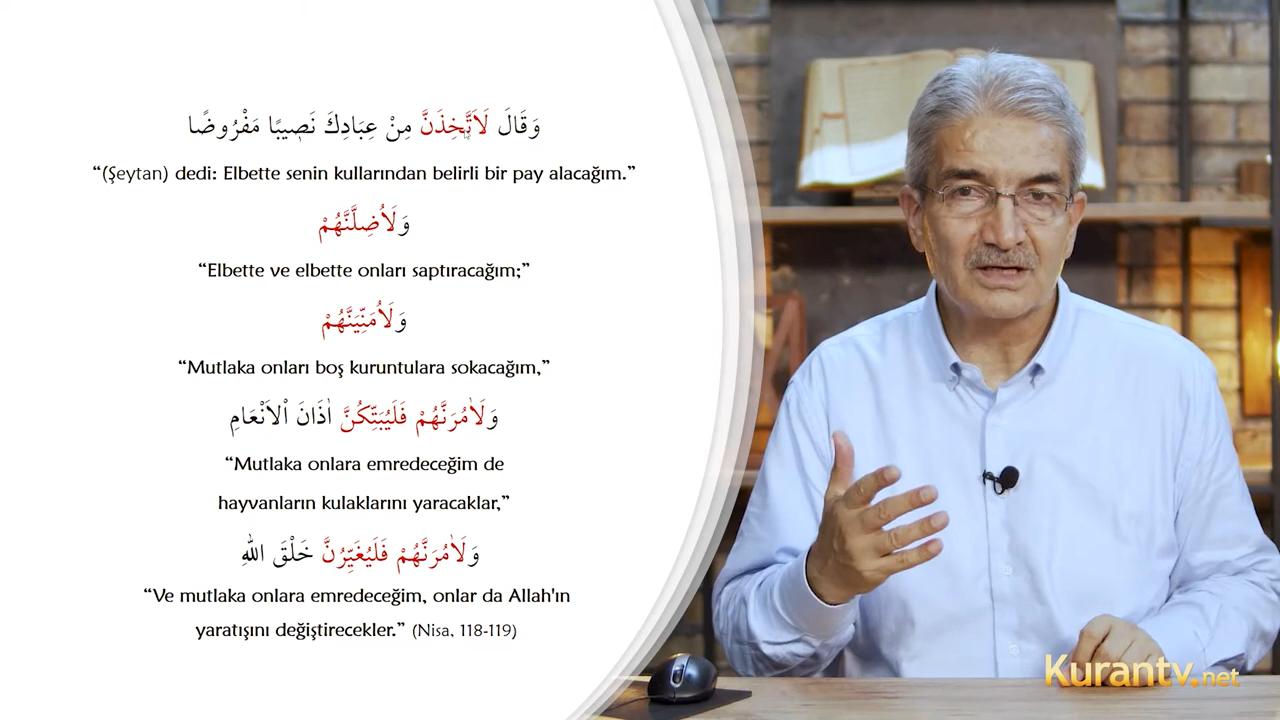 وَقَالَ لَاَتَّخِذَنَّ مِنْ عِبَادِكَ نَصٖيبًا مَفْرُوضًا
“(Şeytan) dedi: Elbette senin kullarından belirli bir pay alacağım.”
وَلَاُضِلَّنَّهُمْ
“Elbette ve elbette onları saptıracağım;”
وَلَاُمَنِّيَنَّهُمْ
“Mutlaka onları boş kuruntulara sokacağım,”
وَلَاٰمُرَنَّهُمْ فَلَيُبَتِّكُنَّ اٰذَانَ الْاَنْعَامِ
“Mutlaka onlara emredeceğim de
hayvanların kulaklarını yaracaklar,”
وَلَاٰمُرَنَّهُمْ فَلَيُغَيِّرُنَّ خَلْقَ اللّٰهِ
“Ve mutlaka onlara emredeceğim, onlar da Allah'ın
yaratışını değiştirecekler.” (Nisa, 118-119)
Kurantv.net